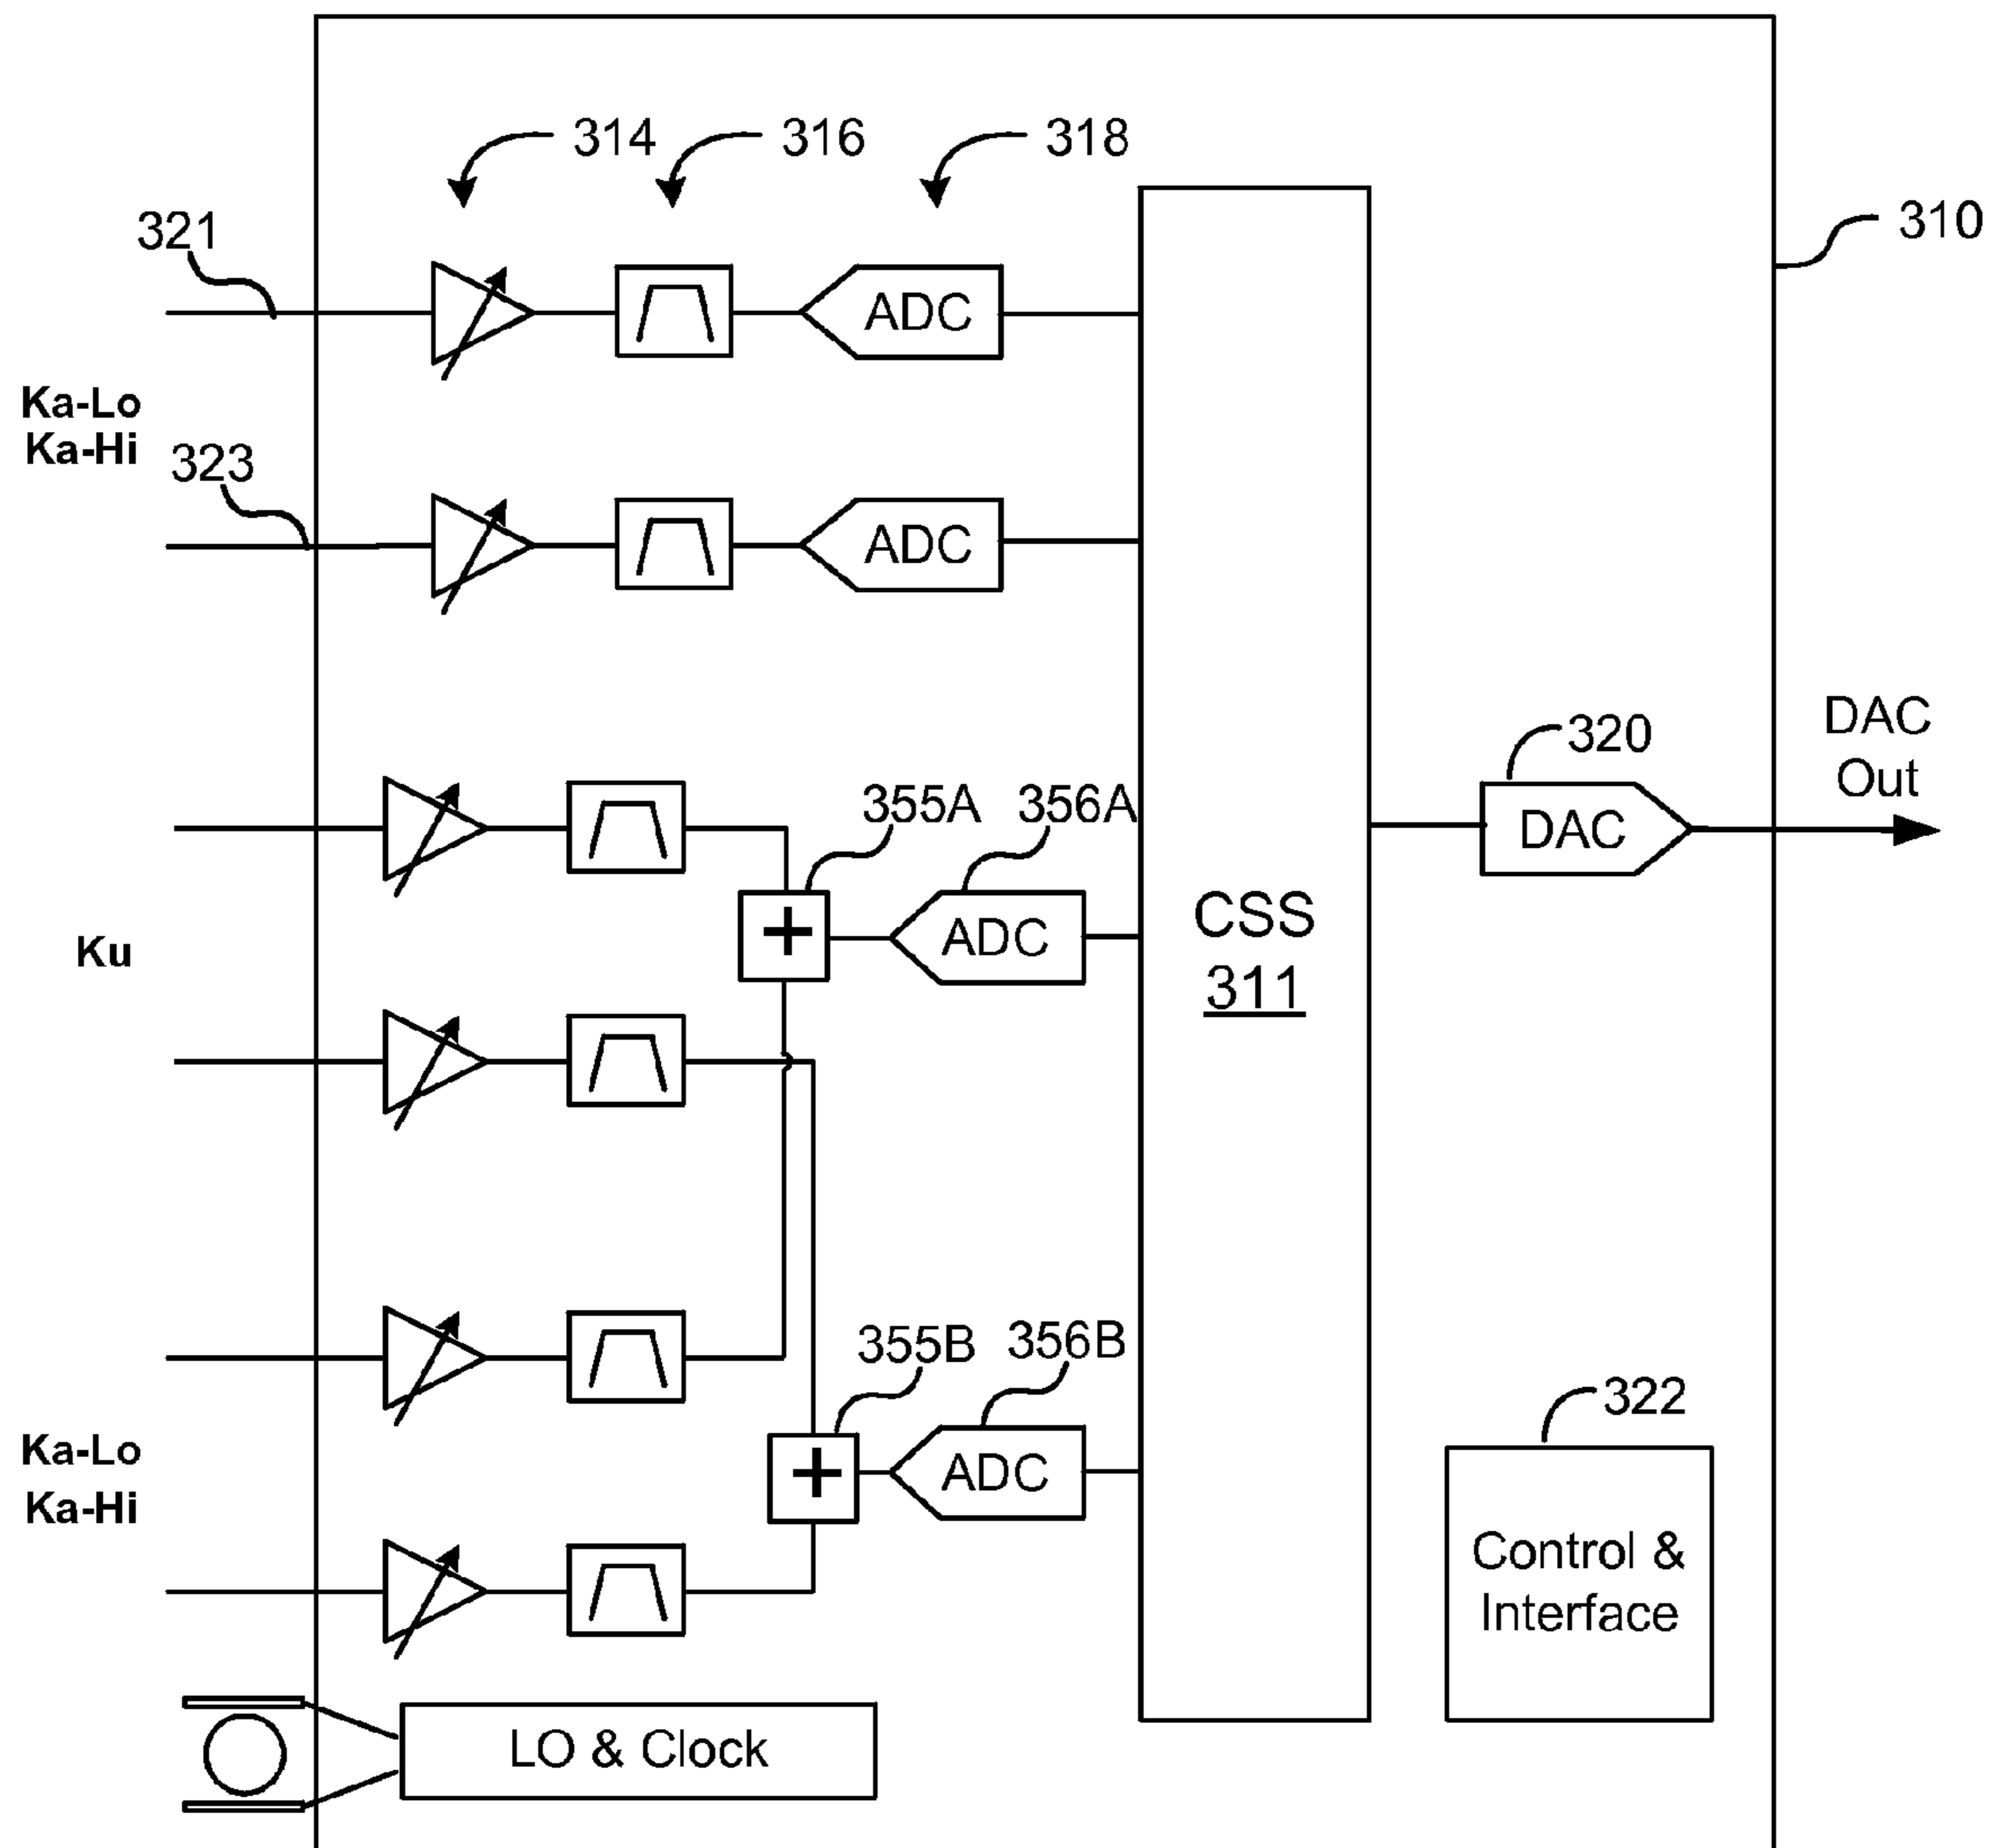 314
316
318
321
310
ADC
Ka-Lo
Ka-Hi
323
ADC
DAC
Out
320
355A
356A
DAC
Ku
ADC
CSS
311
355B
356B
322
Ka-Lo
Ka-Hi
ADC
Control &
Interface
LO & Clock